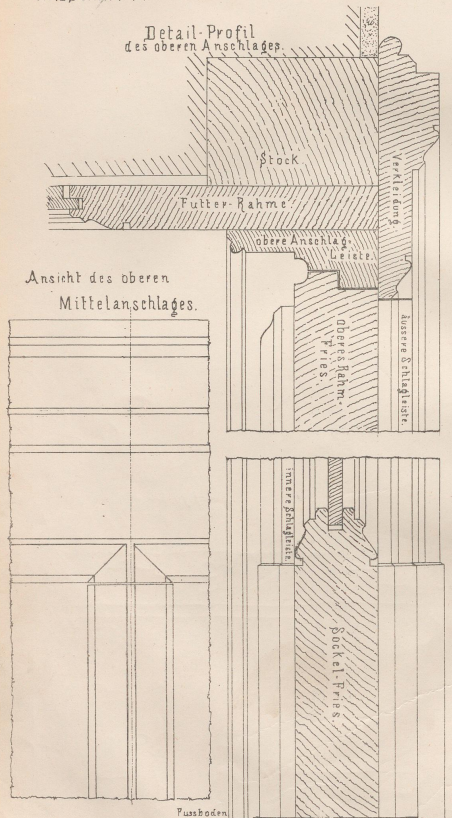 Detail-Profil
des oberen Anschlages.
Stock.
Verkleidung.
Futter-Rahme.
obere Anschlag-
Leiste.
Ansicht des oberen
Mittelanschlages.
oberes Rahm-
Fries.
äussere Schlagleiste.
innere Schlagleiste.
Sockel-Fries.
Fussboden